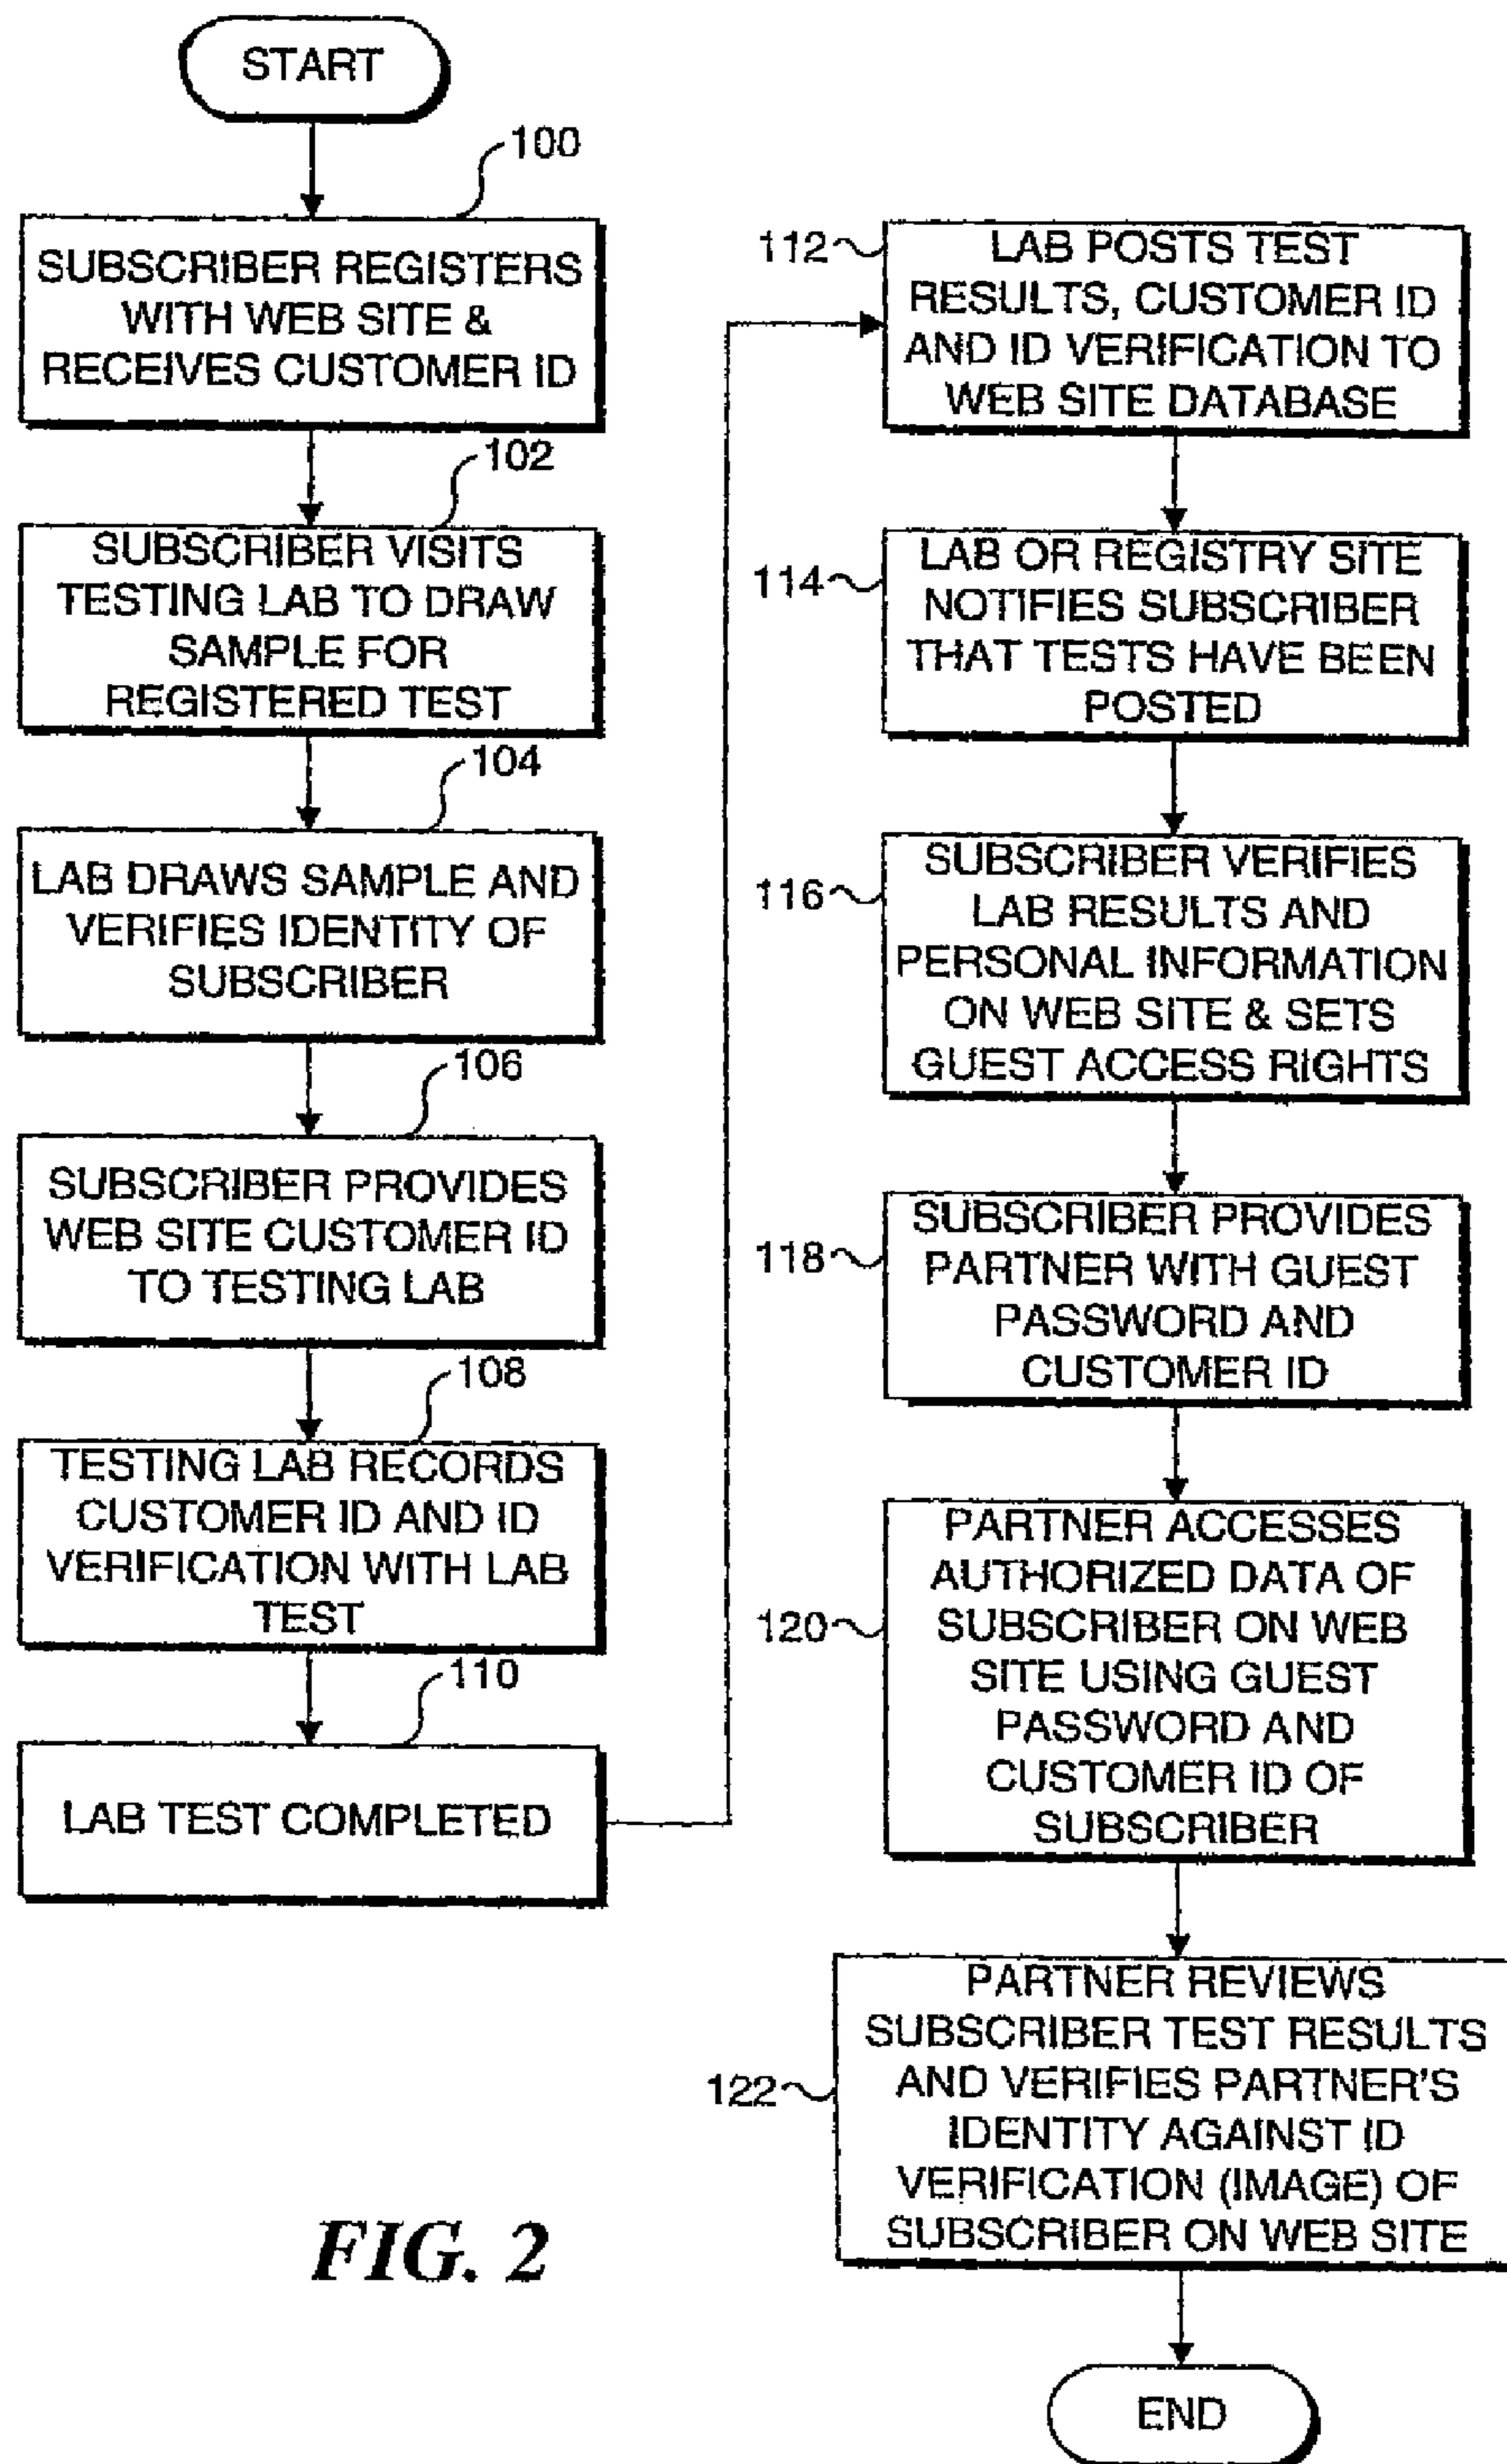 START
100
SUBSCRIBER REGISTERS
WITH WEB SITE &
RECEIVES CUSTOMER ID
102
SUBSCRIBER VISITS
TESTING LAB TO DRAW
SAMPLE FOR
REGISTERED TEST
104
LAB DRAWS SAMPLE AND
VERIFIES IDENTITY OF
SUBSCRIBER
106
SUBSCRIBER PROVIDES
WEB SITE CUSTOMER ID
TO TESTING LAB
108
TESTING LAB RECORDS
CUSTOMER ID AND ID
VERIFICATION WITH LAB
TEST
110
LAB TEST COMPLETED
112
LAB POSTS TEST
RESULTS, CUSTOMER ID
AND ID VERIFICATION TO
WEB SITE DATABASE
114
LAB OR REGISTRY SITE
NOTIFIES SUBSCRIBER
THAT TESTS HAVE BEEN
POSTED
116
SUBSCRIBER VERIFIES
LAB RESULTS AND
PERSONAL INFORMATION
ON WEB SITE & SETS
GUEST ACCESS RIGHTS
118
SUBSCRIBER PROVIDES
PARTNER WITH GUEST
PASSWORD AND
CUSTOMER ID
120
PARTNER ACCESSES
AUTHORIZED DATA OF
SUBSCRIBER ON WEB
SITE USING GUEST
PASSWORD AND
CUSTOMER ID OF
SUBSCRIBER
122
PARTNER REVIEWS
SUBSCRIBER TEST RESULTS
AND VERIFIES PARTNER'S
IDENTITY AGAINST ID
VERIFICATION (IMAGE) OF
SUBSCRIBER ON WEB SITE
END
FIG. 2